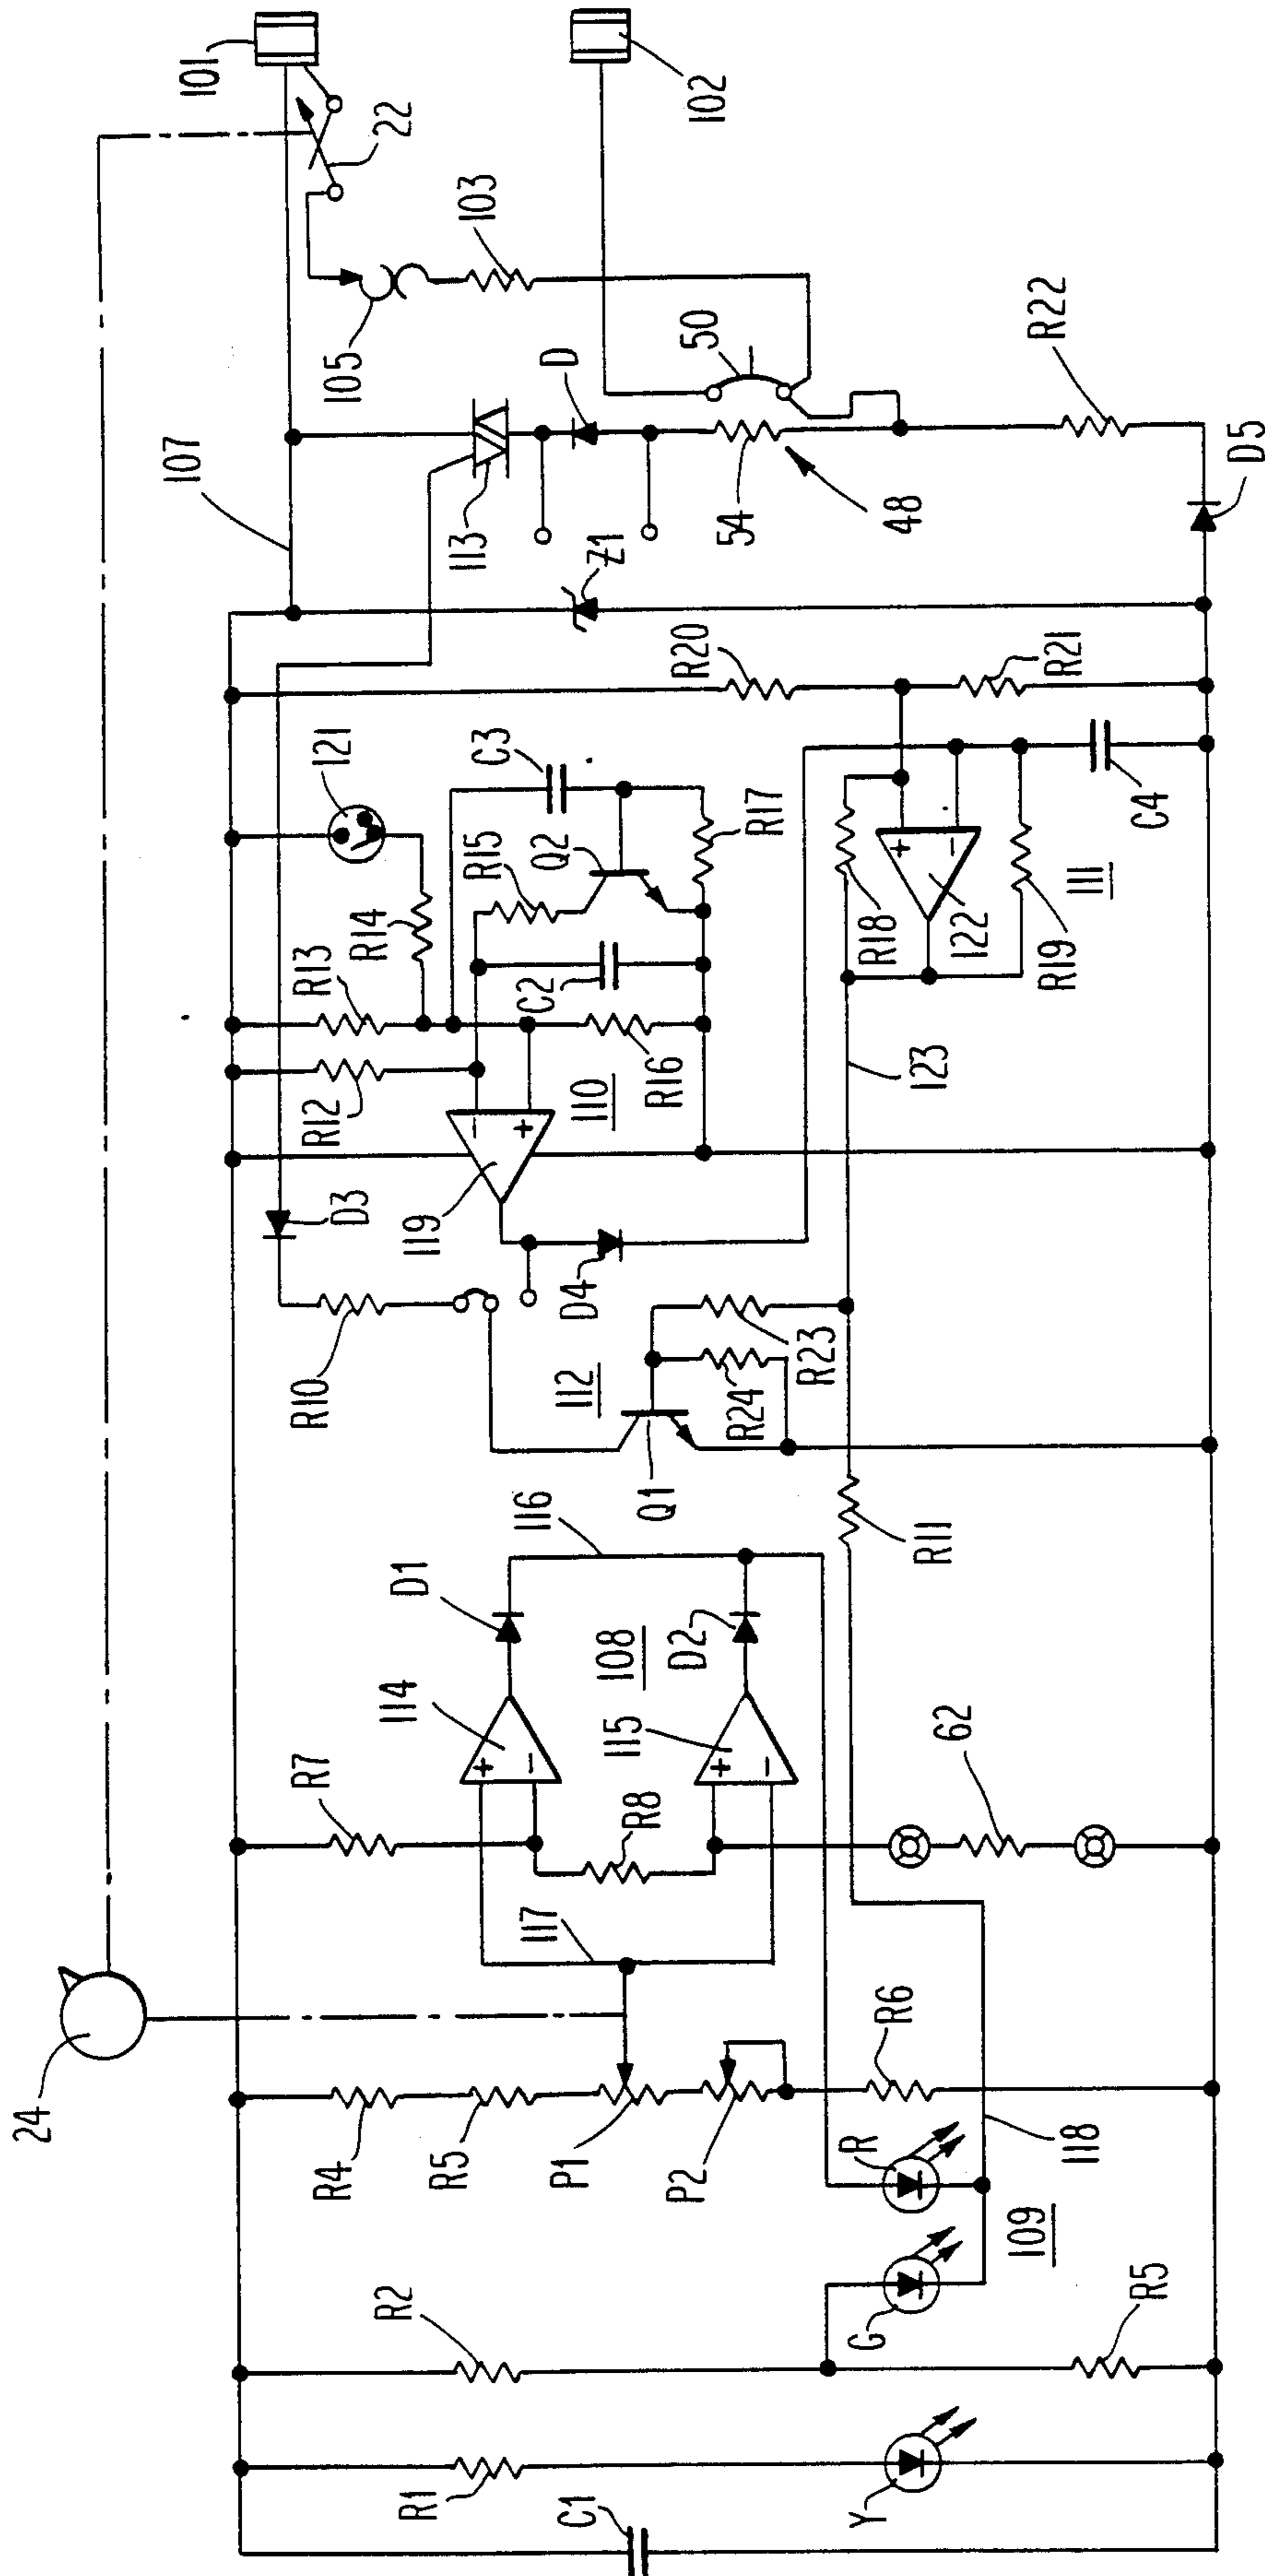 24
101
22
107
105
103
102
D
50
113
Z1
54
48
R22
D5
R20
R21
121
C3
R15
Q2
R17
R14
R13
R12
C2
R16
110
119
D3
D4
R10
112
R23
R24
Q1
123
R18
122
R19
111
C4
+
−
−
+
116
D1
114
108
D2
115
R7
R8
+
−
+
−
117
62
R11
R4
R5
P1
P2
R6
R
118
109
G
R2
R5
R1
Y
C1